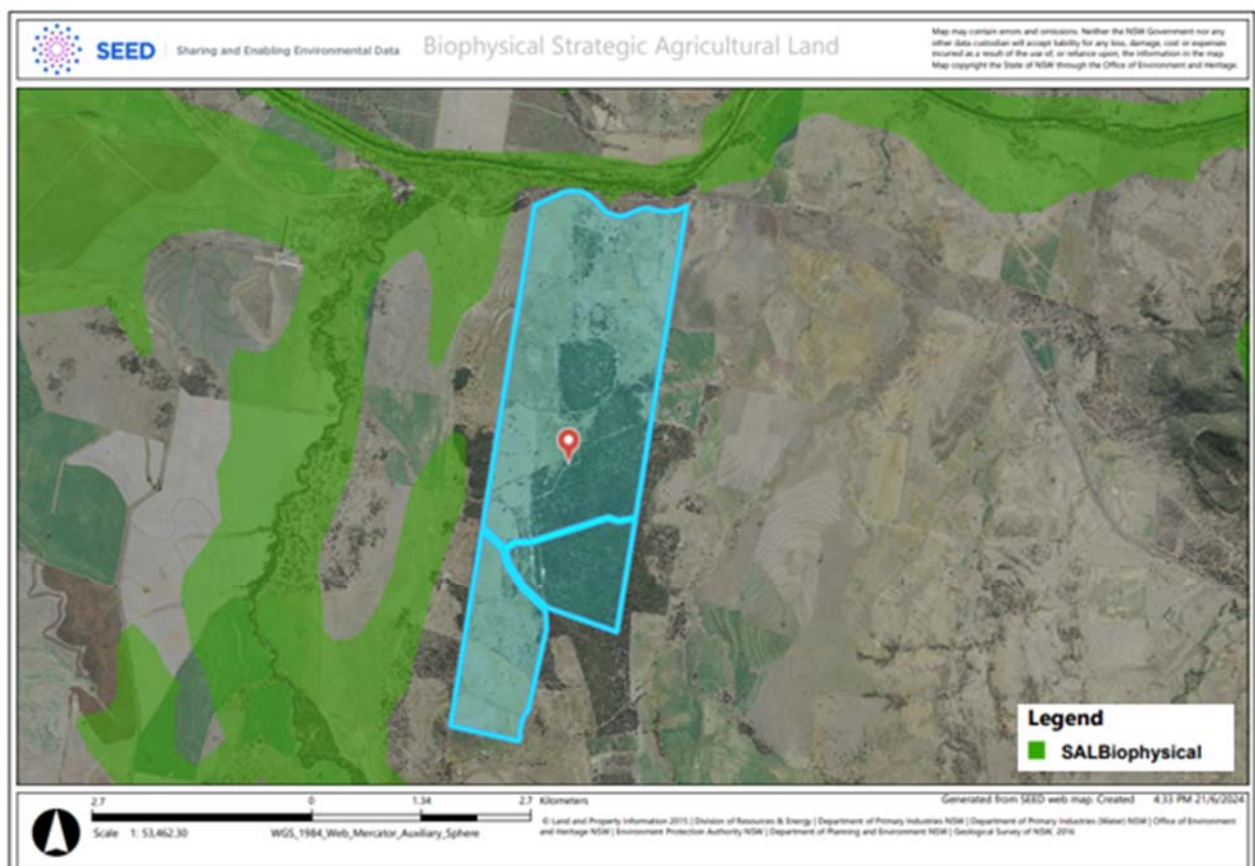 SEED
Sharing and Enabling Environmental Data
Biophysical Strategic Agricultural Land
Map may contain errors and omissions. Neither the NSW Government nor any
other data custodian will accept liability for any loss, damage, cost or expenses
incurred as a result of the use of, or reliance upon, the information in the map.
Map copyright the State of NSW through the Office of Environment and Heritage.
Legend
SALBiophysical
2.7 0 1.34 2.7 Kilometers
Scale 1: 53,462.30
WGS_1984_Web_Mercator_Auxiliary_Sphere
Generated from SEED web map. Created 4:33 PM 21/6/2024
© Land and Property Information 2015 | Division of Resources & Energy | Department of Primary Industries NSW | Department of Primary Industries (Water) NSW | Office of Environment
and Heritage NSW | Environment Protection Authority NSW | Department of Planning and Environment NSW | Geological Survey of NSW, 2016